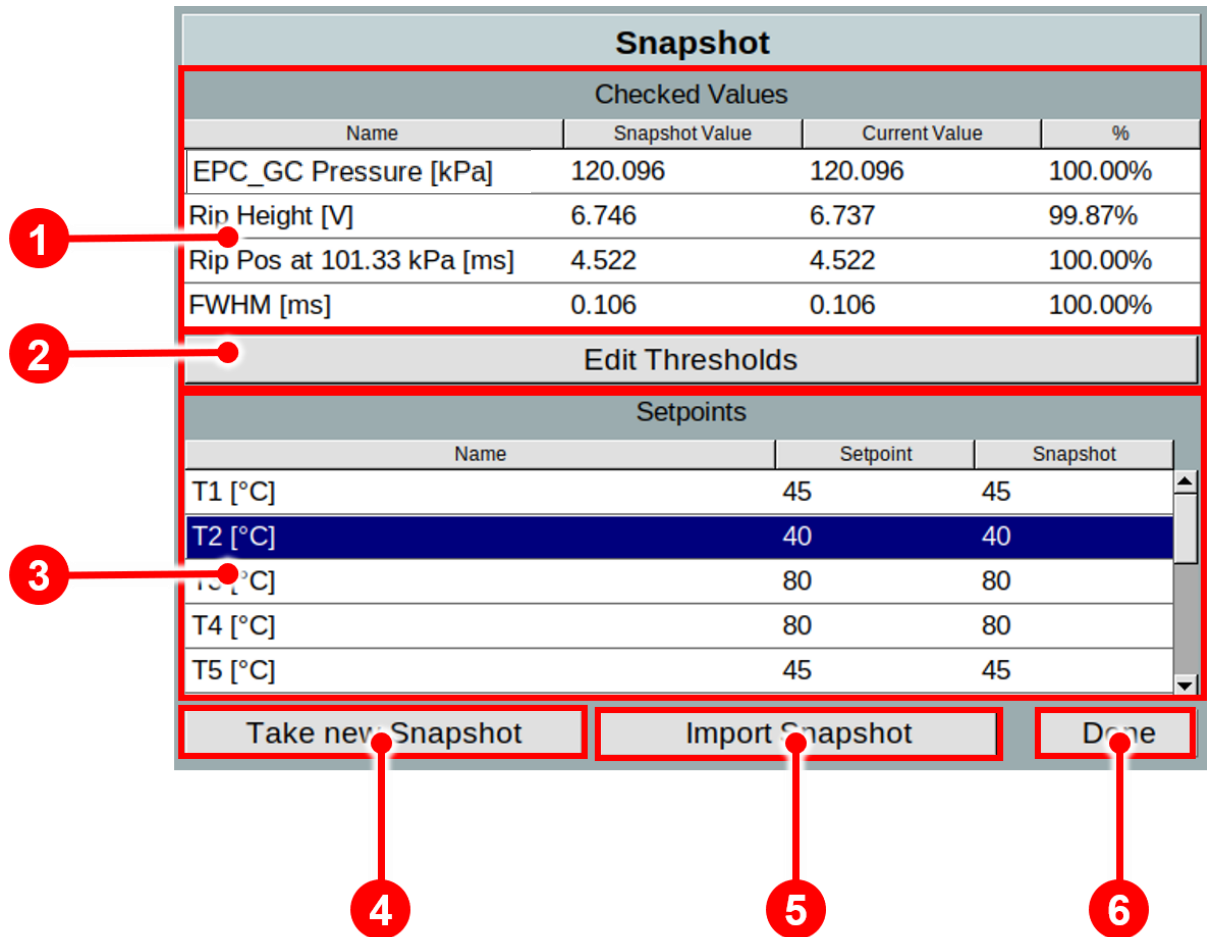 Snapshot
Checked Values
Name Snapshot Value Current Value %
EPC_GC Pressure [kPa] 120.096 120.096 100.00%
1
Rip Height [V] 6.746 6.737 99.87%
Rip Pos at 101.33 kPa [ms] 4.522 4.522 100.00%
FWHM [ms] 0.106 0.106 100.00%
2
Edit Thresholds
Setpoints
Name Setpoint Snapshot
T1 [°C] 45 45
T2 [°C] 40 40
3
T3 [°C] 80 80
T4 [°C] 80 80
T5 [°C] 45 45
Take new Snapshot Import Snapshot Done
4 5 6